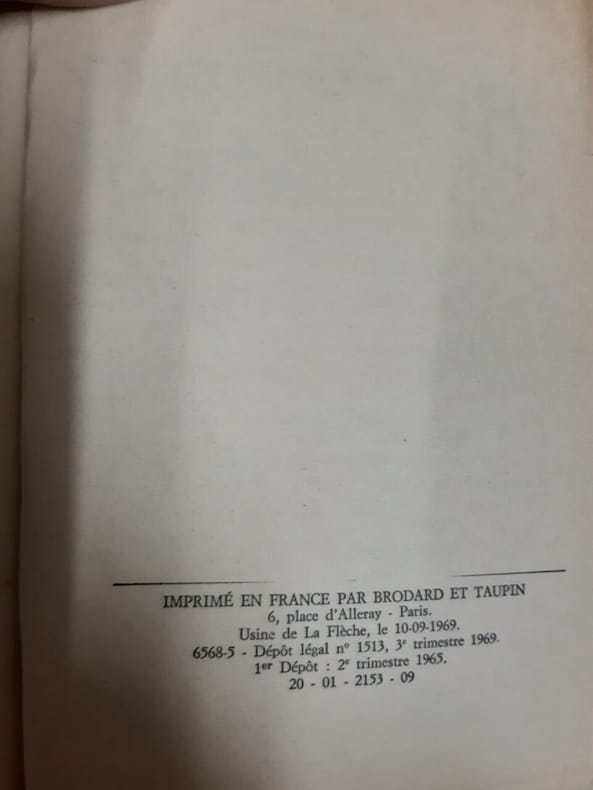 IMPRIMÉ EN FRANCE PAR BRODARD ET TAUPIN
6, place d'Alleray - Paris.
Usine de La Flèche, le 10-09-1969.
6568-5 - Dépôt légal nº 1513, 3e trimestre 1969.
1er Dépôt : 2e trimestre 1965.
20 - 01 - 2153 - 09